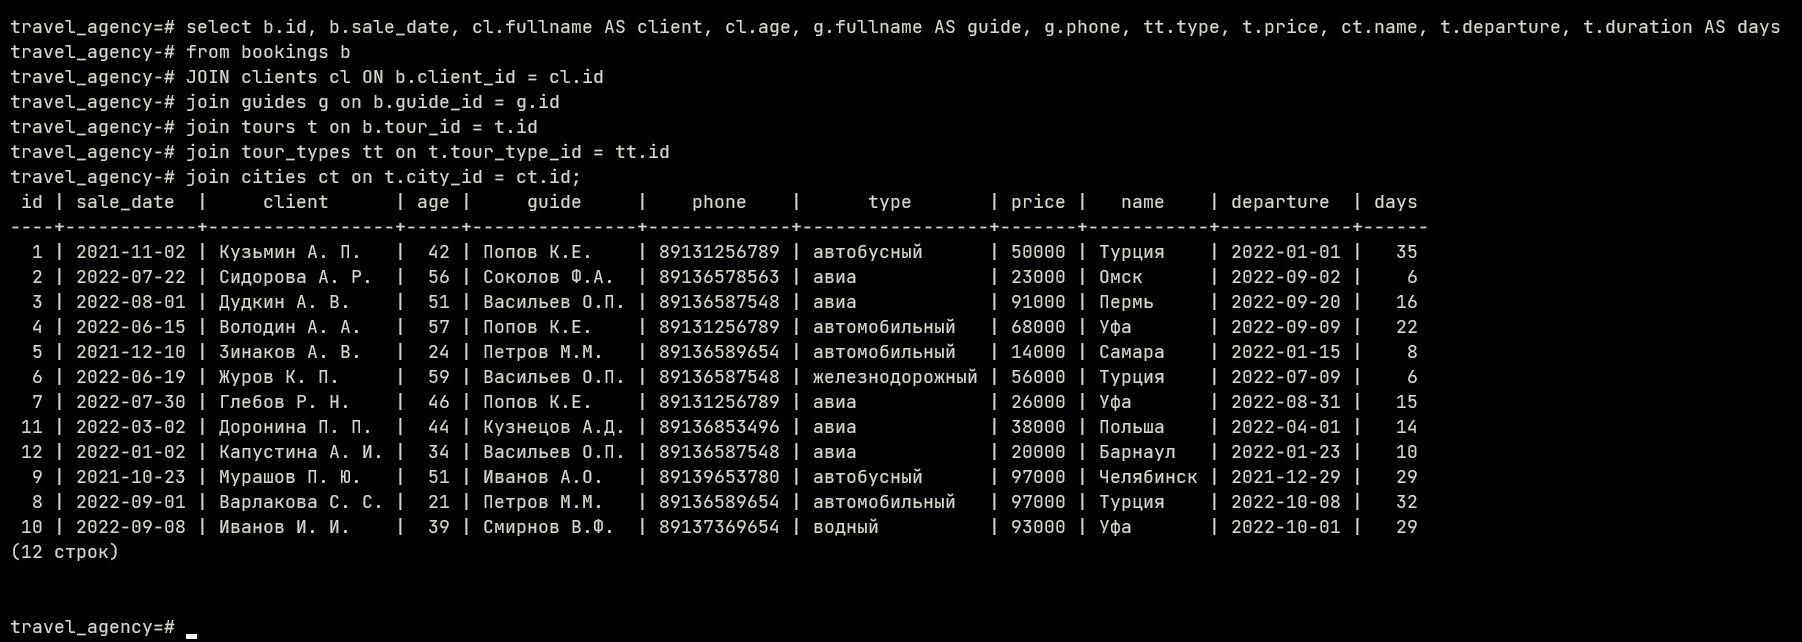 travel_agency=# select b.id, b.sale_date, cl.fullname AS client, cl.age, g.fullname AS guide, g.phone, tt.type, t.price, ct.name, t.departure, t.duration AS days
travel_agency-# from bookings b
travel_agency-# JOIN clients cl ON b.client_id = cl.id
travel_agency-# join guides g on b.guide_id = g.id
travel_agency-# join tours t on b.tour_id = t.id
travel_agency-# join tour_types tt on t.tour_type_id = tt.id
travel_agency-# join cities ct on t.city_id = ct.id;
 id | sale_date  |     client      | age |     guide     |    phone    |      type       | price |   name    | departure  | days
----+------------+-----------------+-----+---------------+-------------+-----------------+-------+-----------+------------+------
  1 | 2021-11-02 | Кузьмин А. П.   |  42 | Попов К.Е.    | 89131256789 | автобусный      | 50000 | Турция    | 2022-01-01 |   35
  2 | 2022-07-22 | Сидорова А. Р.  |  56 | Соколов Ф.А.  | 89136578563 | авиа            | 23000 | Омск      | 2022-09-02 |    6
  3 | 2022-08-01 | Дудкин А. В.    |  51 | Васильев О.П. | 89136587548 | авиа            | 91000 | Пермь     | 2022-09-20 |   16
  4 | 2022-06-15 | Володин А. А.   |  57 | Попов К.Е.    | 89131256789 | автомобильный   | 68000 | Уфа       | 2022-09-09 |   22
  5 | 2021-12-10 | Зинаков А. В.   |  24 | Петров М.М.   | 89136589654 | автомобильный   | 14000 | Самара    | 2022-01-15 |    8
  6 | 2022-06-19 | Журов К. П.     |  59 | Васильев О.П. | 89136587548 | железнодорожный | 56000 | Турция    | 2022-07-09 |    6
  7 | 2022-07-30 | Глебов Р. Н.    |  46 | Попов К.Е.    | 89131256789 | авиа            | 26000 | Уфа       | 2022-08-31 |   15
 11 | 2022-03-02 | Доронина П. П.  |  44 | Кузнецов А.Д. | 89136853496 | авиа            | 38000 | Польша    | 2022-04-01 |   14
 12 | 2022-01-02 | Капустина А. И. |  34 | Васильев О.П. | 89136587548 | авиа            | 20000 | Барнаул   | 2022-01-23 |   10
  9 | 2021-10-23 | Мурашов П. Ю.   |  51 | Иванов А.О.   | 89139653780 | автобусный      | 97000 | Челябинск | 2021-12-29 |   29
  8 | 2022-09-01 | Варлакова С. С. |  21 | Петров М.М.   | 89136589654 | автомобильный   | 97000 | Турция    | 2022-10-08 |   32
 10 | 2022-09-08 | Иванов И. И.    |  39 | Смирнов В.Ф.  | 89137369654 | водный          | 93000 | Уфа       | 2022-10-01 |   29
(12 строк)
travel_agency=#